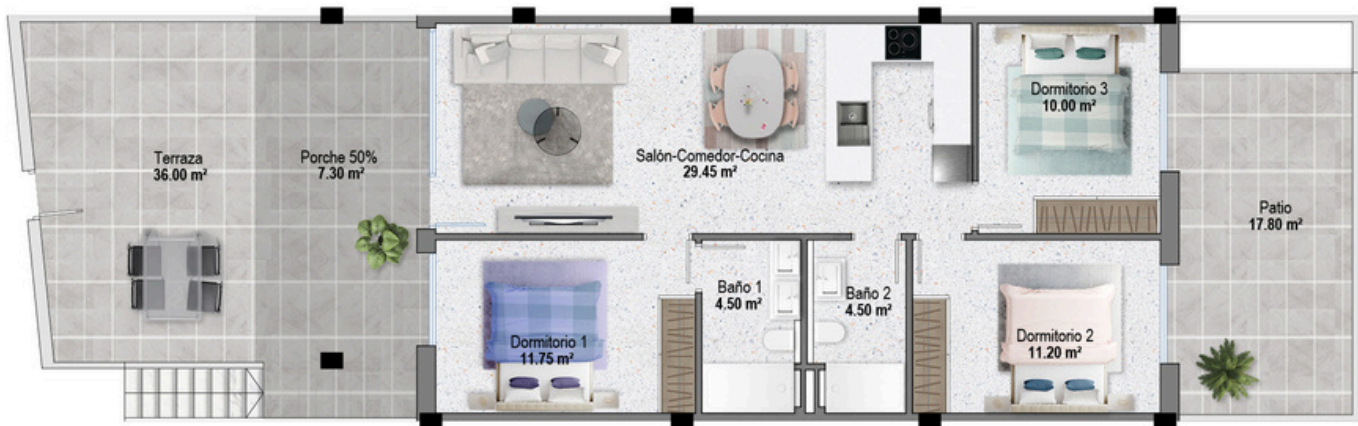 Terraza
36.00 m²
Porche 50%
7.30 m²
Salón-Comedor-Cocina
29.45 m²
Dormitorio 3
10.00 m²
Patio
17.80 m²
Dormitorio 1
11.75 m²
Baño 1
4.50 m²
Baño 2
4.50 m²
Dormitorio 2
11.20 m²